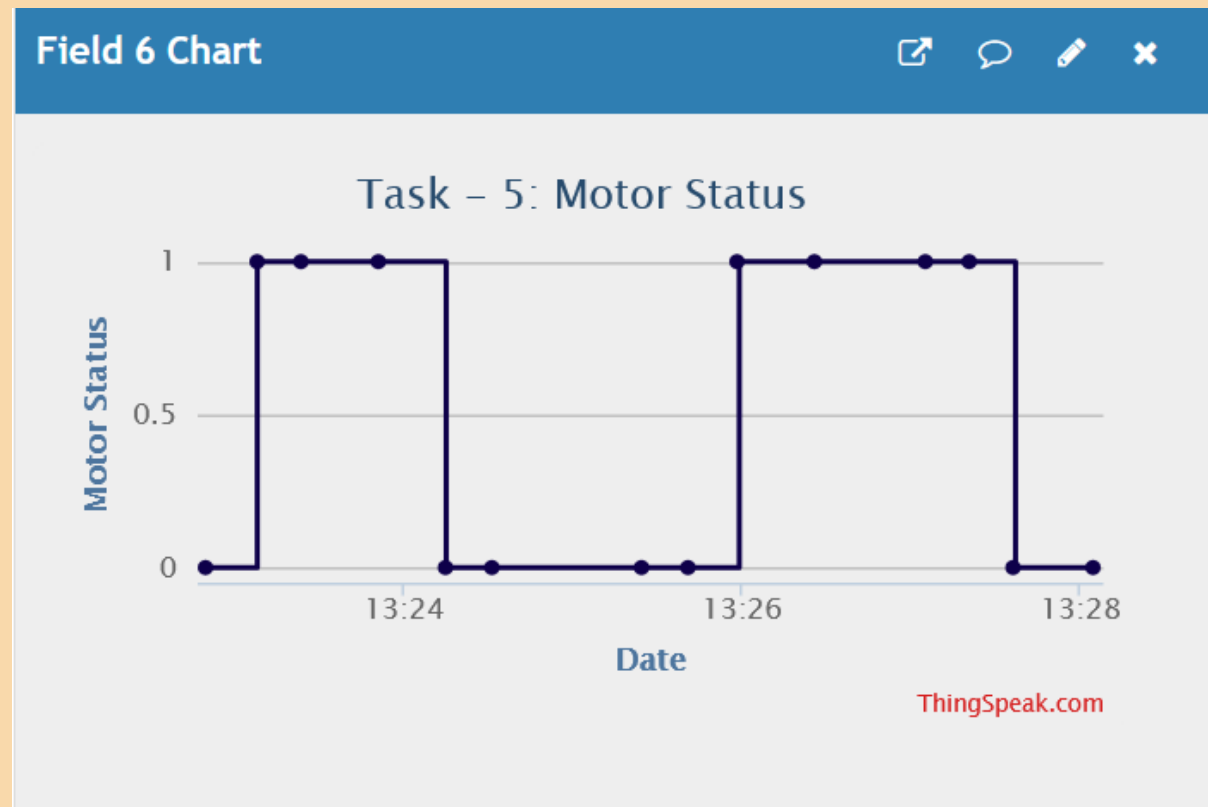 Field 6 Chart
Task – 5: Motor Status
1
0.5
0
Motor Status
13:24 13:26 13:28
Date
ThingSpeak.com